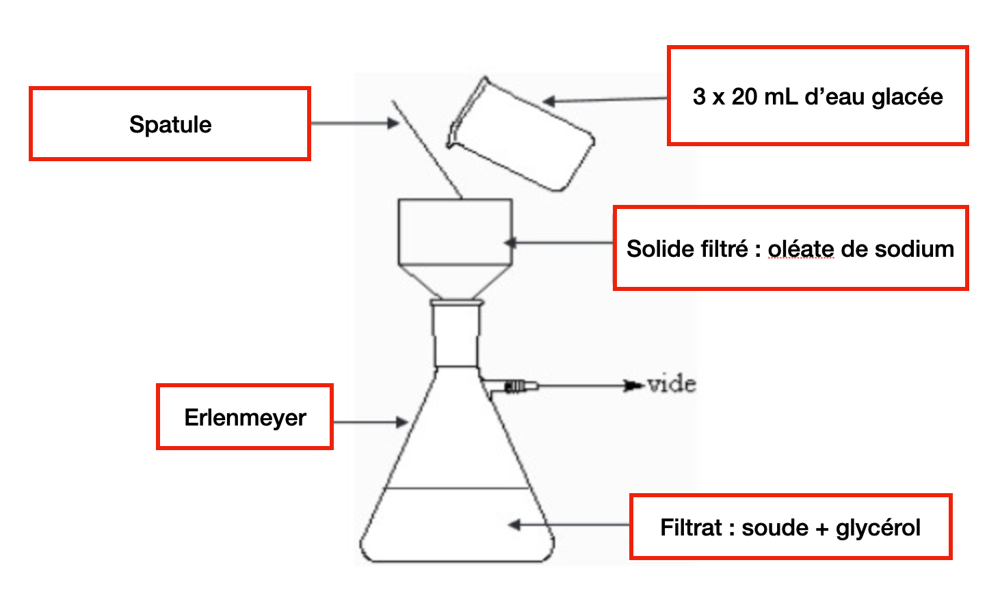 3 x 20 mL d’eau glacée
Spatule
Solide filtré : oléate de sodium
vide
Erlenmeyer
Filtrat : soude + glycérol